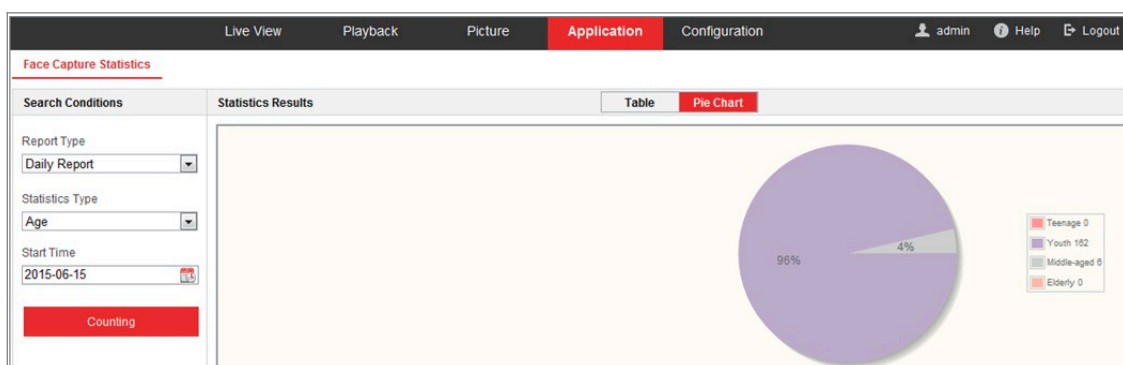 Live View Playback Picture Application Configuration admin Help Logout
Face Capture Statistics
Search Conditions
Statistics Results Table Pie Chart
Report Type
Daily Report
Statistics Type
Age
Start Time
2015-06-15
Counting
96%
4%
Teenage 0
Youth 162
Middle-aged 6
Elderly 0